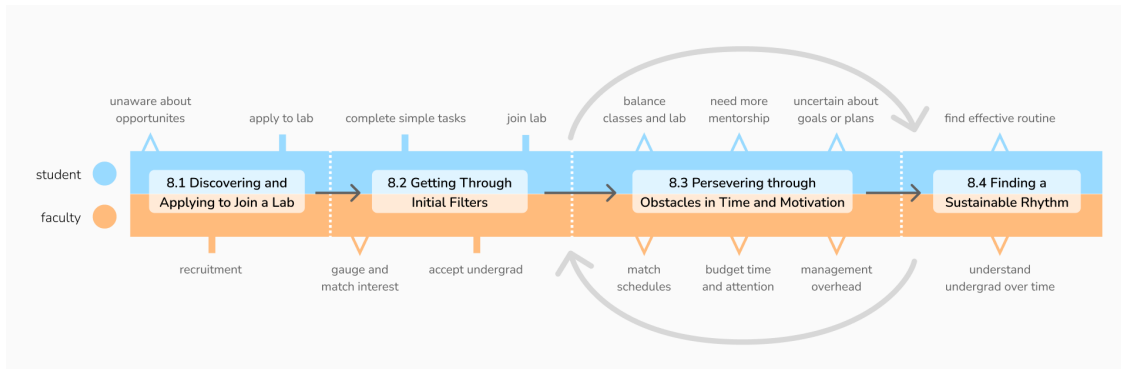 unaware about
opportunites
apply to lab
complete simple tasks
join lab
balance
classes and lab
need more
mentorship
uncertain about
goals or plans
find effective routine
student
faculty
8.1 Discovering and
Applying to Join a Lab
8.2 Getting Through
Initial Filters
8.3 Persevering through
Obstacles in Time and Motivation
8.4 Finding a
Sustainable Rhythm
recruitment
gauge and
match interest
accept undergrad
match
schedules
budget time
and attention
management
overhead
understand
undergrad over time